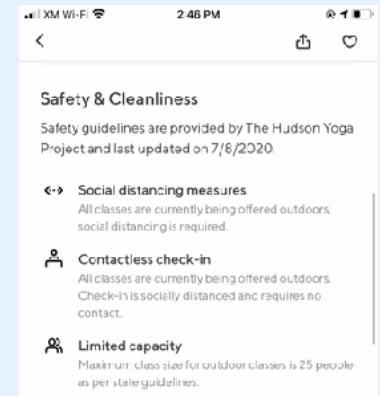 XM Wi-Fi 2:46 PM
Safety & Cleanliness
Safety guidelines are provided by The Hudson Yoga
Project and last updated on 7/8/2020.
Social distancing measures
All classes are currently being offered outdoors,
social distancing is required.
Contactless check-in
All classes are currently being offered outdoors.
Check-in is socially distanced and requires no
contact.
Limited capacity
Maximum class size for outdoor classes is 25 people
as per state guidelines.